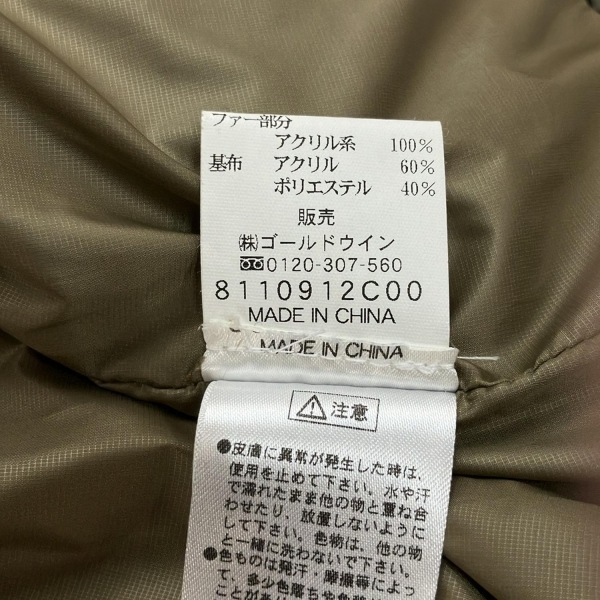 ファー部分
アクリル系 100%
基布 アクリル 60%
ポリエステル 40%
販売
㈱ゴールドウイン
0120-307-560
8110912C00
MADE IN CHINA
MADE IN CHINA
⚠注意
●皮膚に異常が発生した時は、
使用を止めて下さい。水や汗
で濡れたまま他の物と重ね合
わせたり、放置しないように
して下さい。色物は、他の物
と一緒に洗わないで下さい。
●色ものは発汗・摩擦等によっ
て、多少色落ちや色移